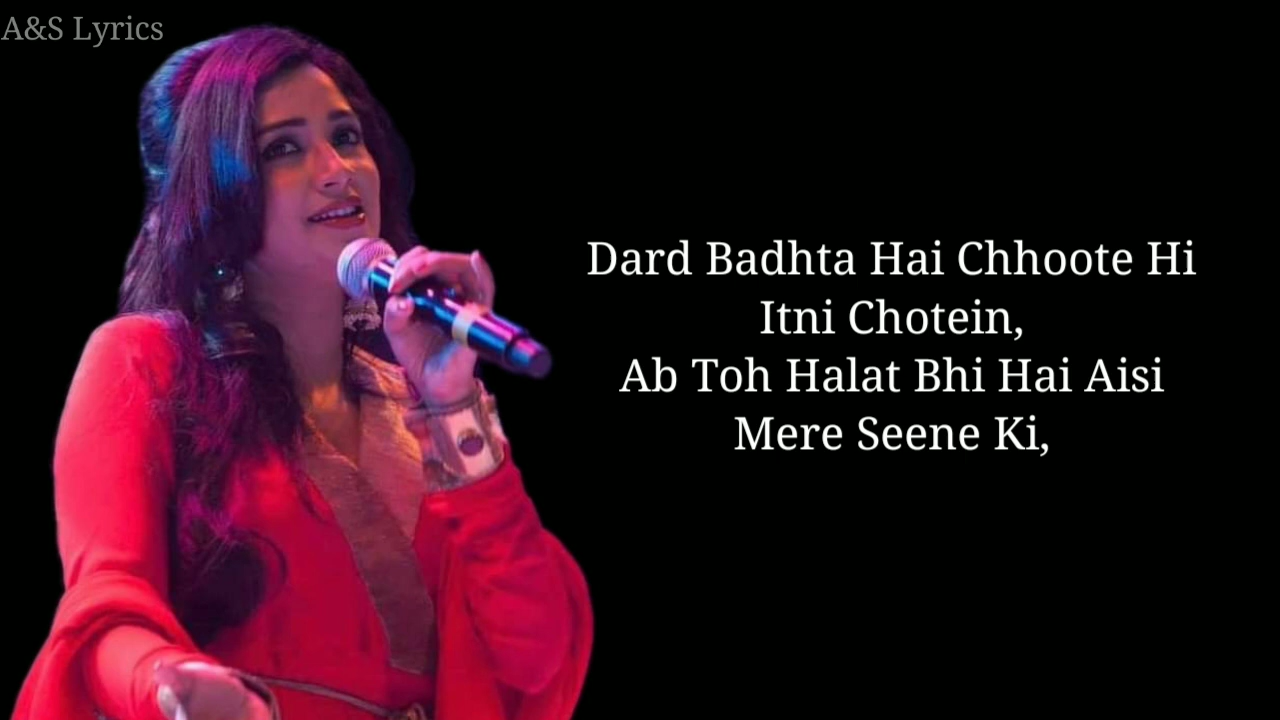 A&S Lyrics
Dard Badhta Hai Chhoote Hi
Itni Chotein,
Ab Toh Halat Bhi Hai Aisi
Mere Seene Ki,